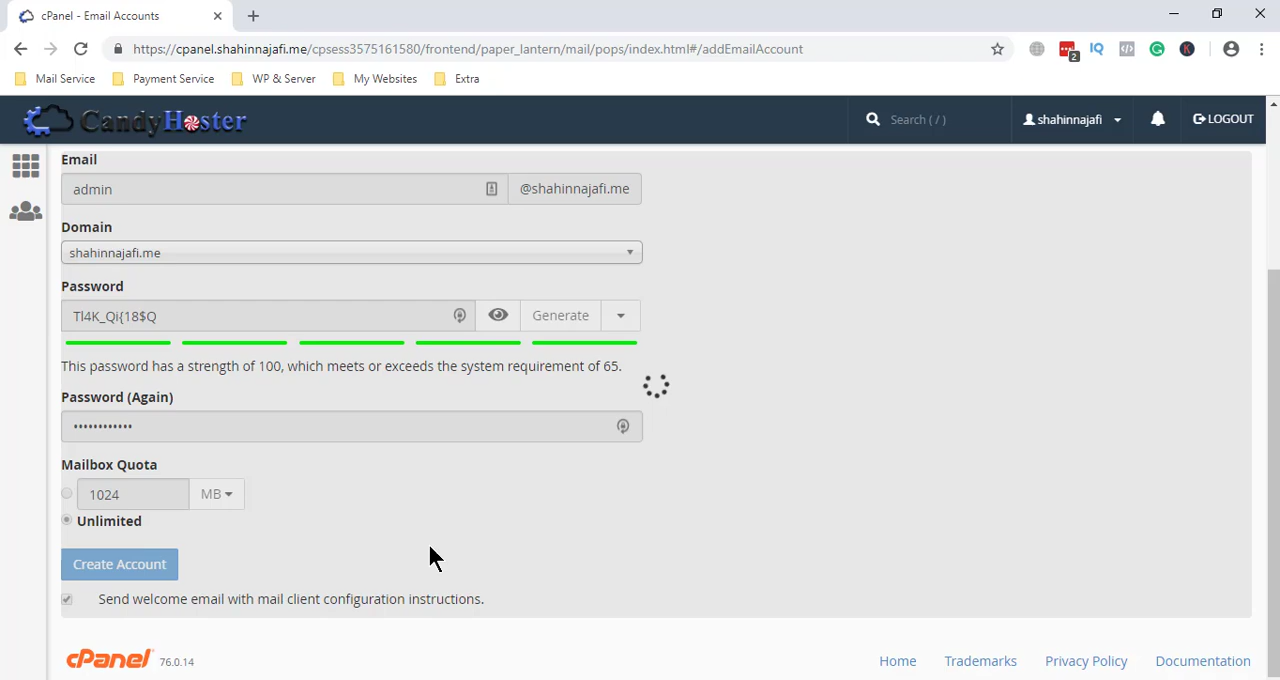 cPanel - Email Accounts
https://cpanel.shahinnajafi.me/cpsess3575161580/frontend/paper_lantern/mail/pops/index.html#/addEmailAccount
2
IQ
K
Mail Service
Payment Service
WP & Server
My Websites
Extra
CandyHoster
Search ( / )
shahinnajafi
LOGOUT
Email
admin
@shahinnajafi.me
Domain
shahinnajafi.me
Password
Tl4K_Qi{18$Q
Generate
This password has a strength of 100, which meets or exceeds the system requirement of 65.
Password (Again)
••••••••••••
Mailbox Quota
1024
MB
Unlimited
Create Account
Send welcome email with mail client configuration instructions.
cPanel
76.0.14
Home
Trademarks
Privacy Policy
Documentation